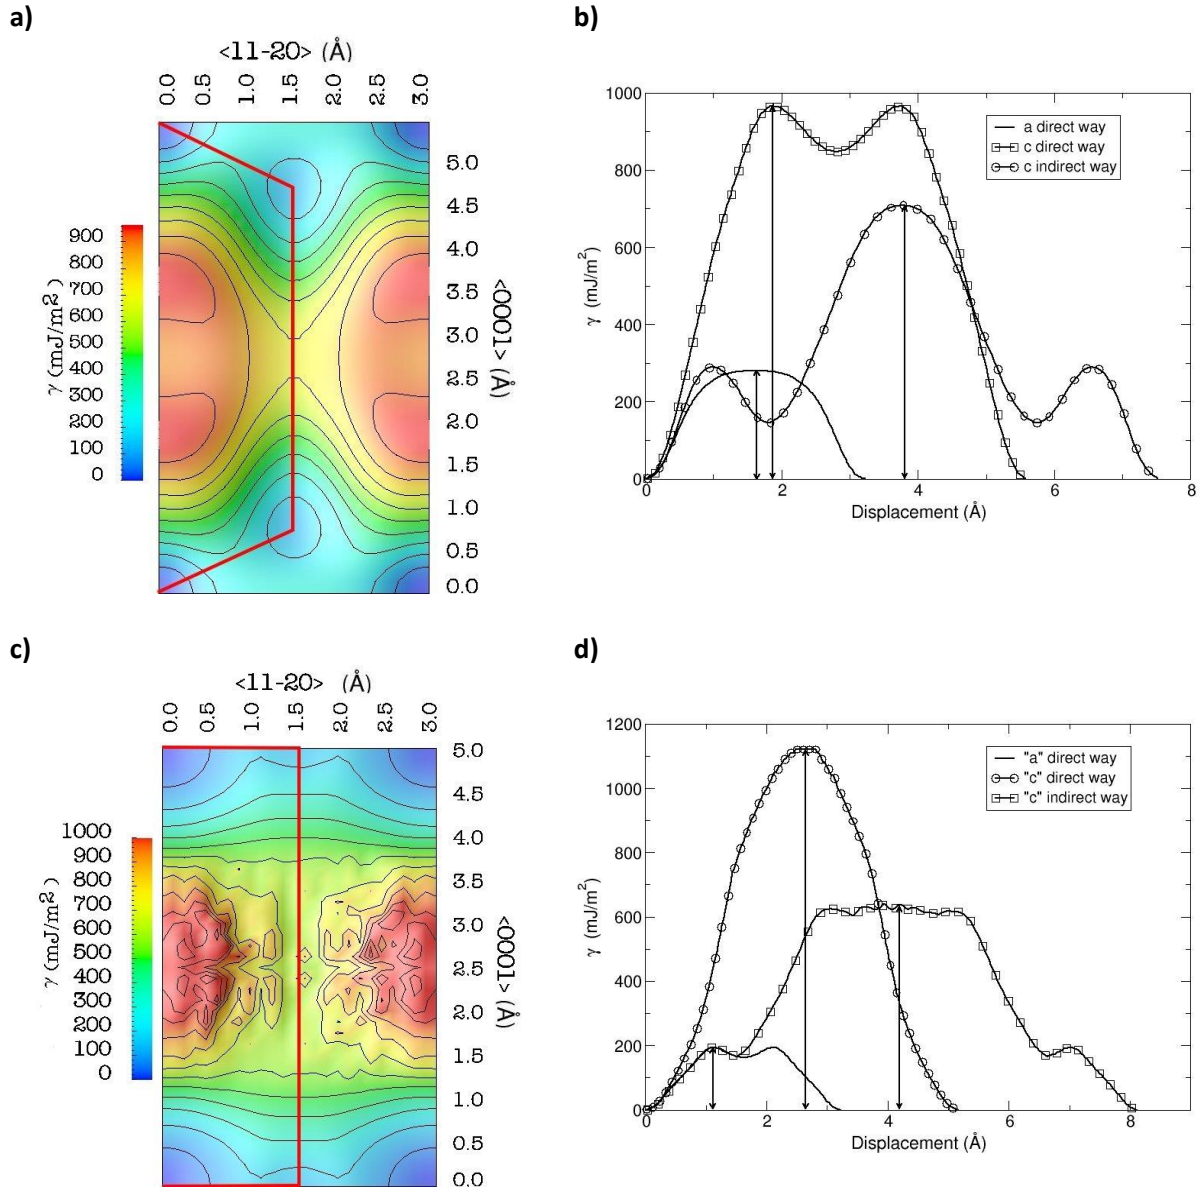 a)
<11-20> (Å)
0.0 0.5 1.0 1.5 2.0 2.5 3.0
γ (mJ/m2)
900
800
700
600
500
400
300
200
100
0
5.0
4.5
4.0
3.5
3.0
2.5
2.0
1.5
1.0
0.5
0.0
<0001> (Å)
b)
γ (mJ/m2)
1000
800
600
400
200
0
a direct way
c direct way
c indirect way
0 2 4 6 8
Displacement (Å)
c)
<11-20> (Å)
0.0 0.5 1.0 1.5 2.0 2.5 3.0
γ (mJ/m2)
1000
900
800
700
600
500
400
300
200
100
0
5.0
4.5
4.0
3.5
3.0
2.5
2.0
1.5
1.0
0.5
0.0
<0001> (Å)
d)
γ (mJ/m2)
1200
1000
800
600
400
200
0
"a" direct way
"c" direct way
"c" indirect way
0 2 4 6 8
Displacement (Å)